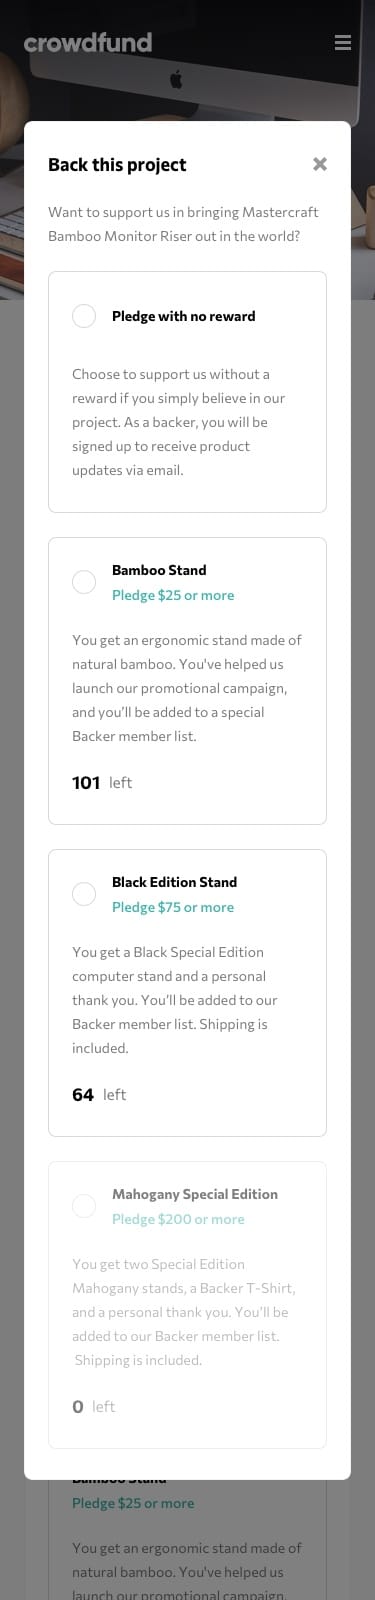 crowdfund
Back this project
Want to support us in bringing Mastercraft
Bamboo Monitor Riser out in the world?
Pledge with no reward
Choose to support us without a
reward if you simply believe in our
project. As a backer, you will be
signed up to receive product
updates via email.
Bamboo Stand
Pledge $25 or more
You get an ergonomic stand made of
natural bamboo. You've helped us
launch our promotional campaign,
and you’ll be added to a special
Backer member list.
101 left
Black Edition Stand
Pledge $75 or more
You get a Black Special Edition
computer stand and a personal
thank you. You’ll be added to our
Backer member list. Shipping is
included.
64 left
Mahogany Special Edition
Pledge $200 or more
You get two Special Edition
Mahogany stands, a Backer T-Shirt,
and a personal thank you. You’ll be
added to our Backer member list.
Shipping is included.
0 left
Bamboo Stand
Pledge $25 or more
You get an ergonomic stand made of
natural bamboo. You've helped us
launch our promotional campaign,